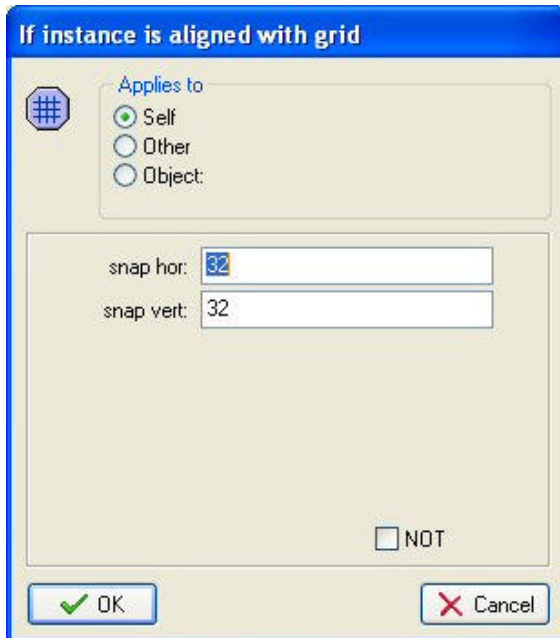 If instance is aligned with grid
Applies to
Self
Other
Object:
snap hor: 32
snap vert: 32
NOT
OK
Cancel